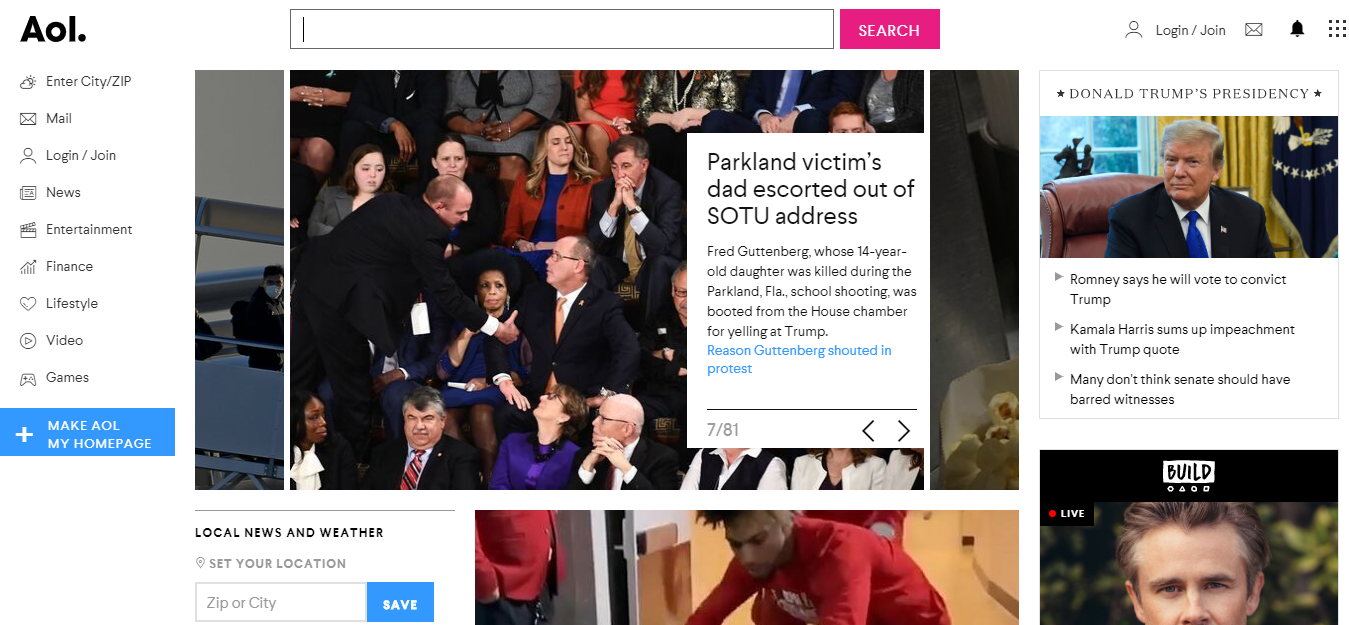 Aol.
SEARCH
Login / Join
Enter City/ZIP
Mail
Login / Join
News
Entertainment
Finance
Lifestyle
Video
Games
MAKE AOL
MY HOMEPAGE
Parkland victim's
dad escorted out of
SOTU address
Fred Guttenberg, whose 14-year-
old daughter was killed during the
Parkland, Fla., school shooting, was
booted from the House chamber
for yelling at Trump.
Reason Guttenberg shouted in
protest
7/81
LOCAL NEWS AND WEATHER
SET YOUR LOCATION
Zip or City
SAVE
★ DONALD TRUMP'S PRESIDENCY ★
Romney says he will vote to convict
Trump
Kamala Harris sums up impeachment
with Trump quote
Many don't think senate should have
barred witnesses
BUILD
LIVE